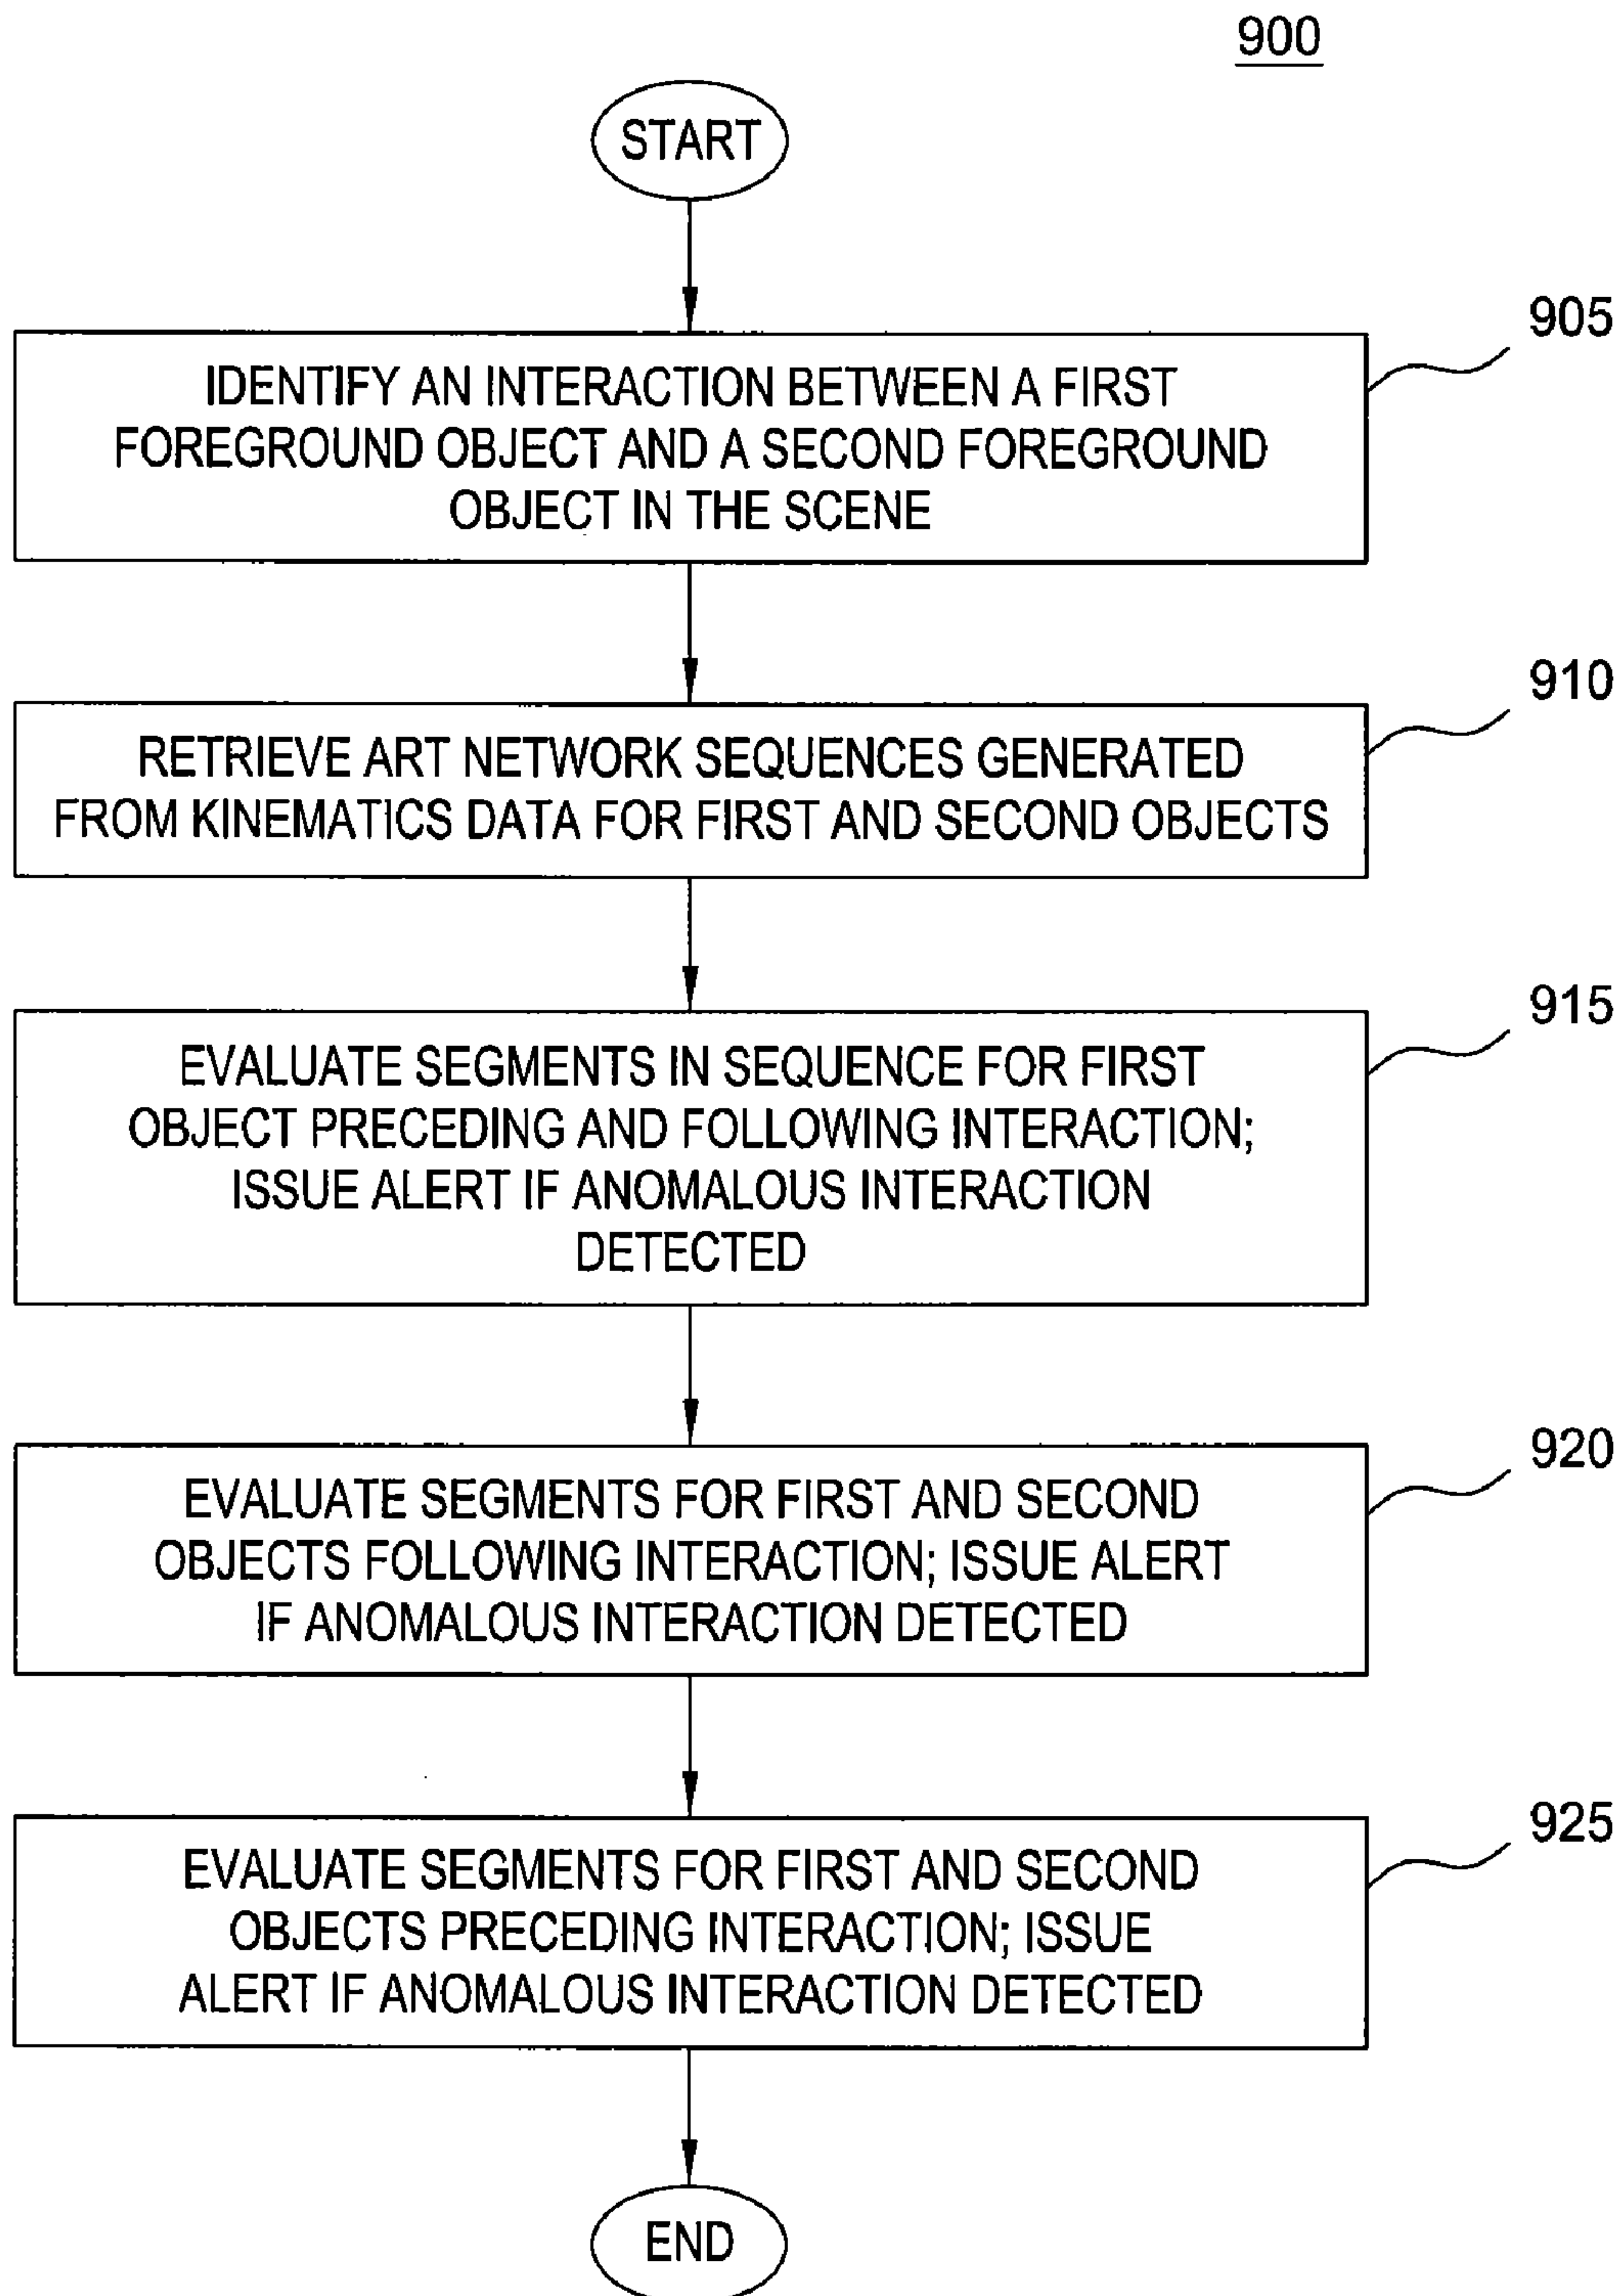 900
START
905
IDENTIFY AN INTERACTION BETWEEN A FIRST
FOREGROUND OBJECT AND A SECOND FOREGROUND
OBJECT IN THE SCENE
910
RETRIEVE ART NETWORK SEQUENCES GENERATED
FROM KINEMATICS DATA FOR FIRST AND SECOND OBJECTS
915
EVALUATE SEGMENTS IN SEQUENCE FOR FIRST
OBJECT PRECEDING AND FOLLOWING INTERACTION;
ISSUE ALERT IF ANOMALOUS INTERACTION
DETECTED
920
EVALUATE SEGMENTS FOR FIRST AND SECOND
OBJECTS FOLLOWING INTERACTION; ISSUE ALERT
IF ANOMALOUS INTERACTION DETECTED
925
EVALUATE SEGMENTS FOR FIRST AND SECOND
OBJECTS PRECEDING INTERACTION; ISSUE
ALERT IF ANOMALOUS INTERACTION DETECTED
END